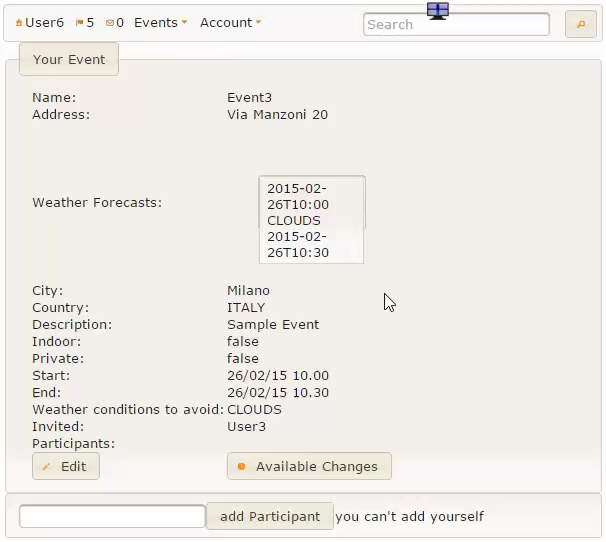 User6 5 0 Events Account Search
Your Event
Name: Event3
Address: Via Manzoni 20
Weather Forecasts:
2015-02-
26T10:00
CLOUDS
2015-02-
26T10:30
City: Milano
Country: ITALY
Description: Sample Event
Indoor: false
Private: false
Start: 26/02/15 10.00
End: 26/02/15 10.30
Weather conditions to avoid: CLOUDS
Invited: User3
Participants:
Edit Available Changes
add Participant you can't add yourself